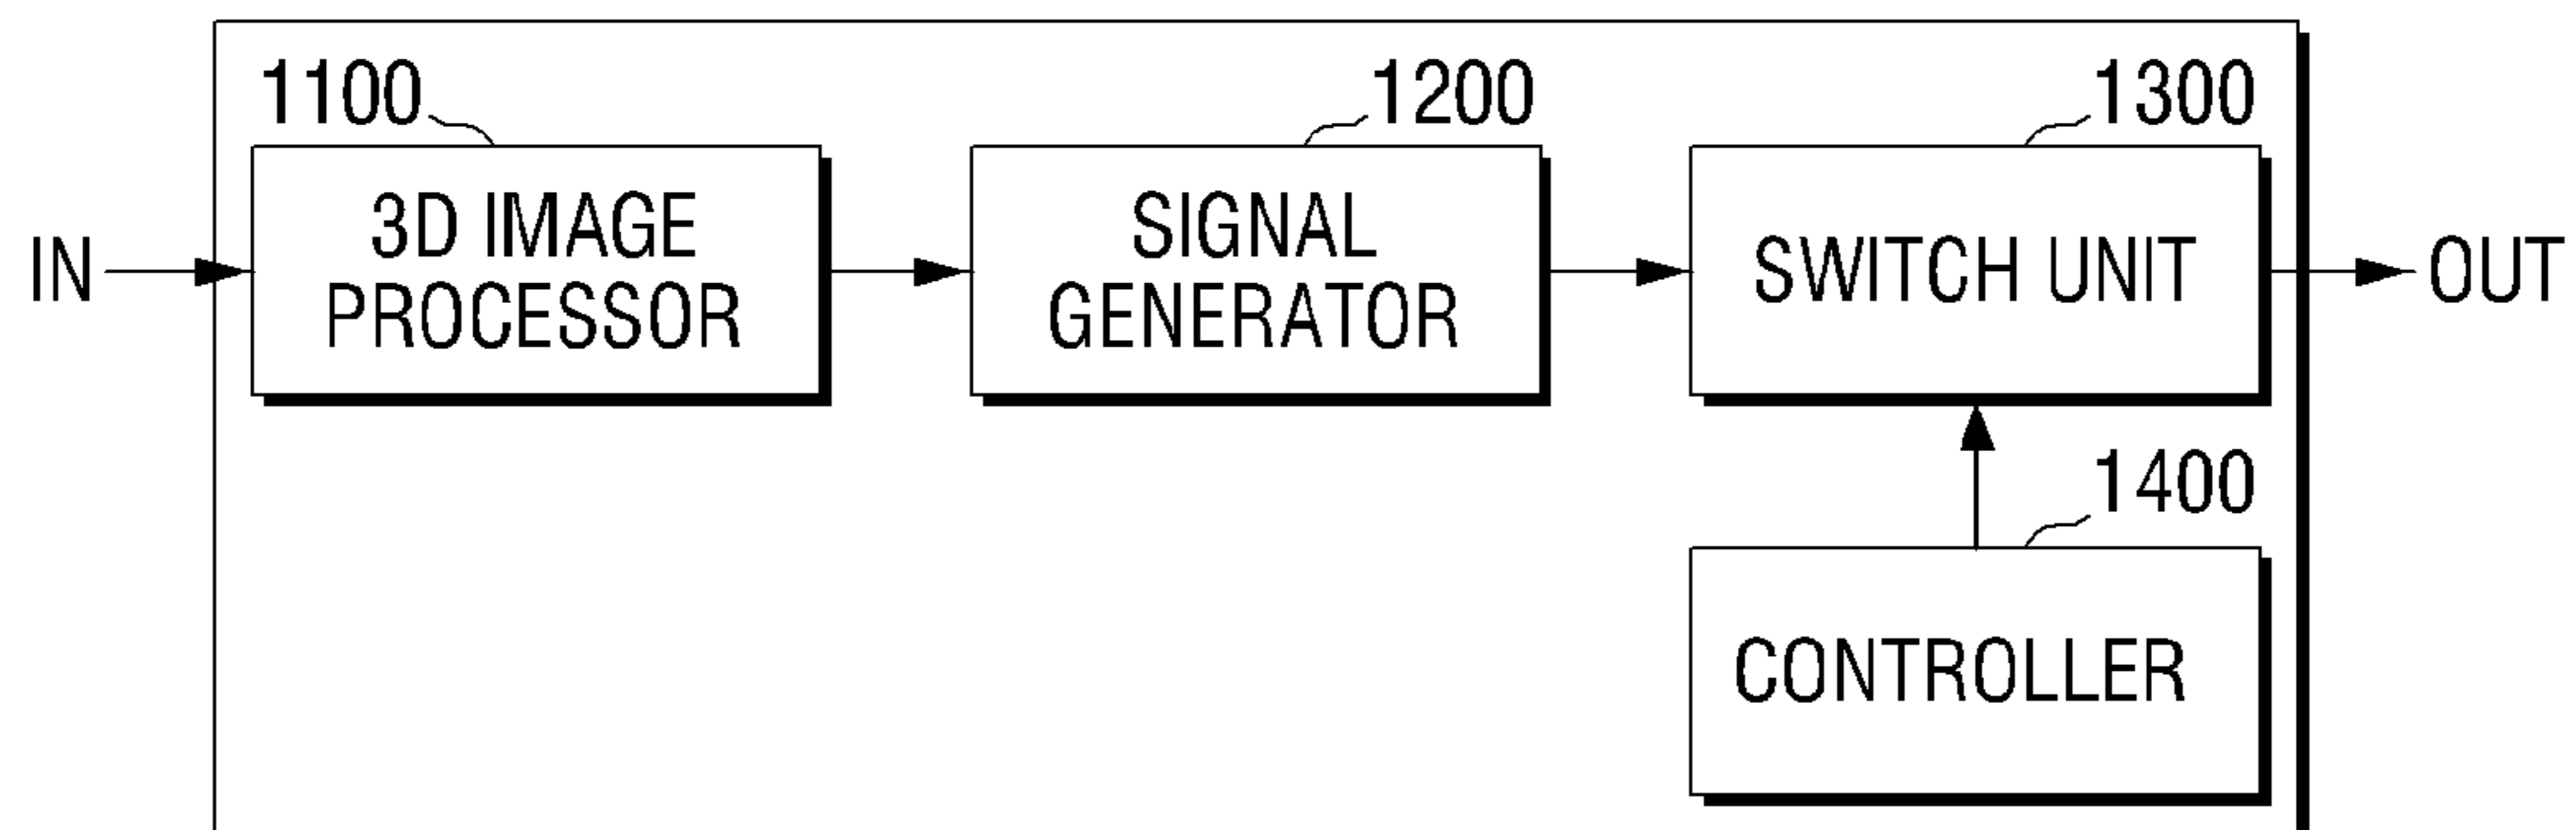 1100
1200
1300
IN
3D IMAGE
PROCESSOR
SIGNAL
GENERATOR
SWITCH UNIT
OUT
1400
CONTROLLER